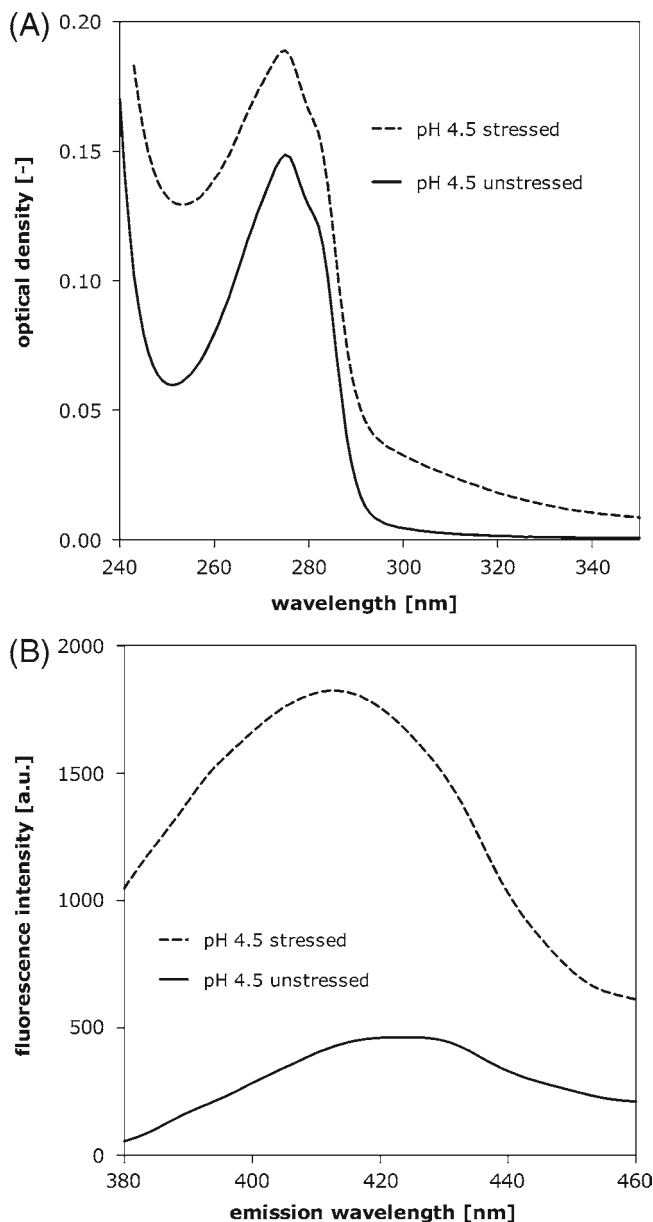 (A)
0.20
0.15
0.10
0.05
0.00
optical density [-]
pH 4.5 stressed
pH 4.5 unstressed
240 260 280 300 320 340
wavelength [nm]
(B)
2000
1500
1000
500
0
fluorescence intensity [a.u.]
pH 4.5 stressed
pH 4.5 unstressed
380 400 420 440 460
emission wavelength [nm]